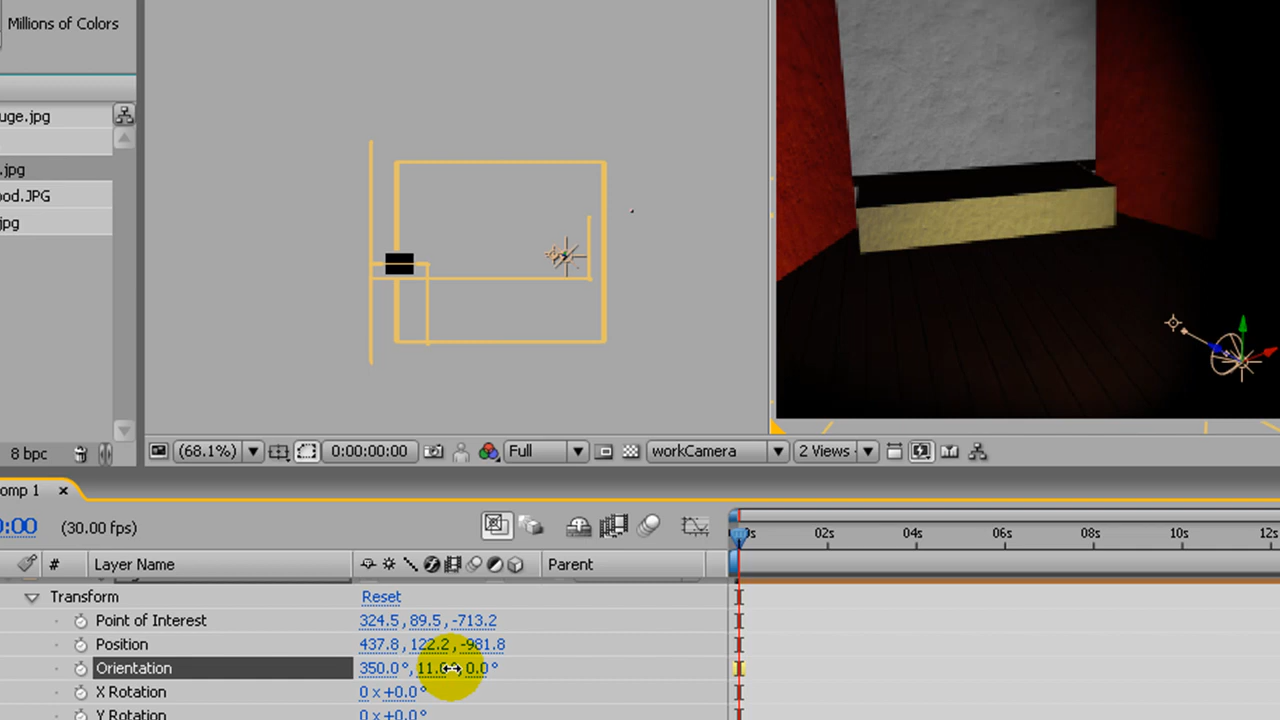 Millions of Colors
uge.jpg
.jpg
ood.JPG
jpg
8 bpc
(68.1%)
0:00:00:00
Full
workCamera
2 Views
omp 1
0:00
(30.00 fps)
02s
04s
06s
08s
10s
12s
#
Layer Name
Parent
Transform
Reset
Point of Interest
324.5, 89.5, -713.2
Position
437.8, 122.2, -981.8
Orientation
350.0°, 11.0°, 0.0°
X Rotation
0 x +0.0°
Y Rotation
0 x +0.0°